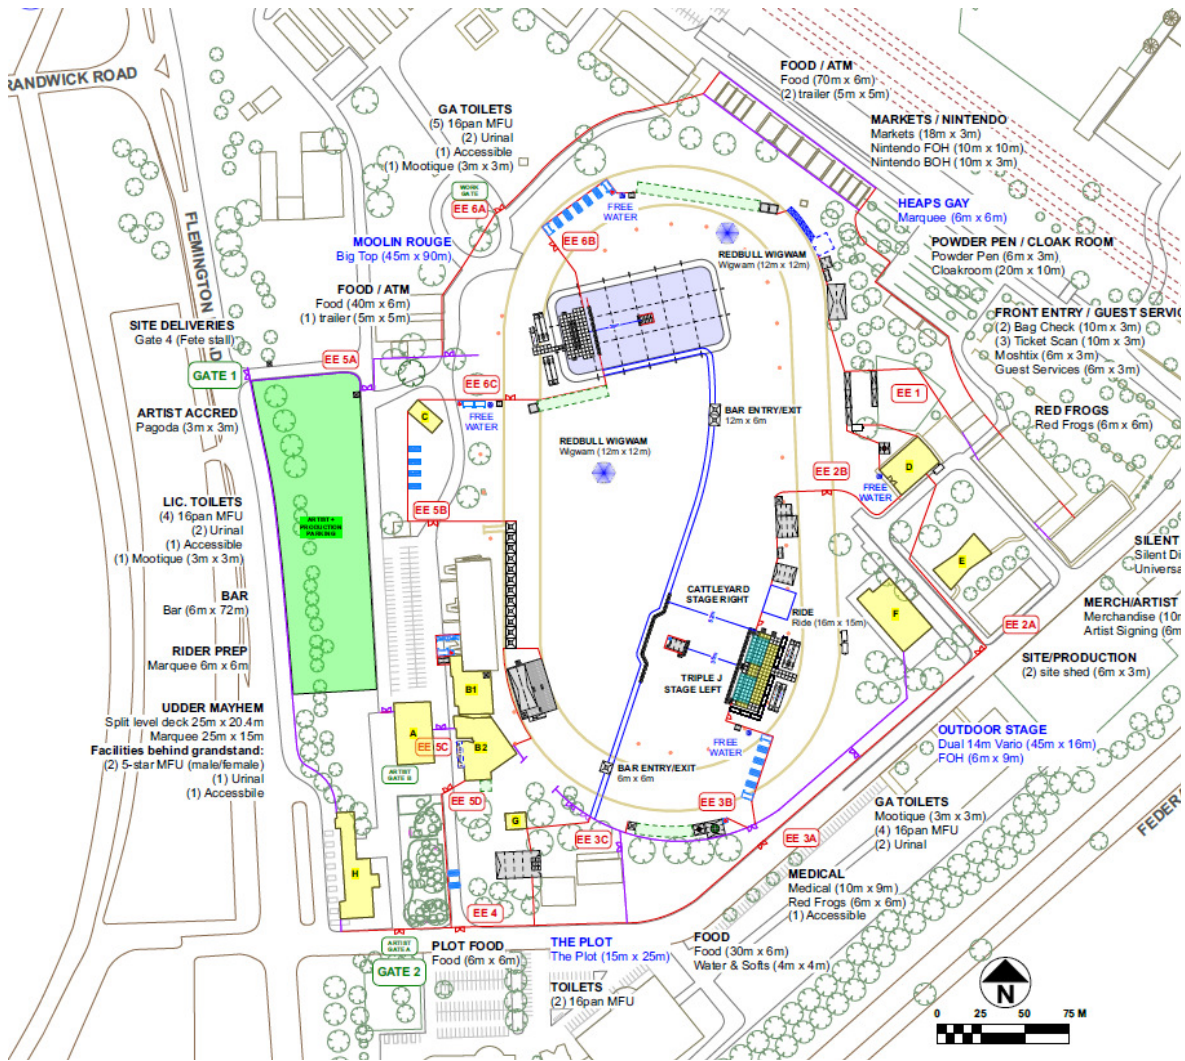 RANDWICK ROAD
FLEMINGTON
FEDERA
GA TOILETS
(5) 16pan MFU
(2) Urinal
(1) Accessible
(1) Mootique (3m x 3m)
WORK
GATE
EE 6A
MOOLIN ROUGE
Big Top (45m x 90m)
FOOD / ATM
Food (40m x 6m)
(1) trailer (5m x 5m)
SITE DELIVERIES
Gate 4 (Fete stall)
GATE 1
EE 5A
ARTIST ACCRED
Pagoda (3m x 3m)
LIC. TOILETS
(4) 16pan MFU
(2) Urinal
(1) Accessible
(1) Mootique (3m x 3m)
BAR
Bar (6m x 72m)
RIDER PREP
Marquee 6m x 6m
UDDER MAYHEM
Split level deck 25m x 20.4m
Marquee 25m x 15m
Facilities behind grandstand:
(2) 5-star MFU (male/female)
(1) Urinal
(1) Accessbile
ARTIST +
PRODUCTION
PARKING
FOOD / ATM
Food (70m x 6m)
(2) trailer (5m x 5m)
MARKETS / NINTENDO
Markets (18m x 3m)
Nintendo FOH (10m x 10m)
Nintendo BOH (10m x 3m)
HEAPS GAY
Marquee (6m x 6m)
POWDER PEN / CLOAK ROOM
Powder Pen (6m x 3m)
Cloakroom (20m x 10m)
FRONT ENTRY / GUEST SERVIC
(2) Bag Check (10m x 3m)
(3) Ticket Scan (10m x 3m)
Moshtix (6m x 3m)
Guest Services (6m x 3m)
RED FROGS
Red Frogs (6m x 6m)
FREE
WATER
EE 6B
REDBULL WIGWAM
Wigwam (12m x 12m)
EE 6C
FREE
WATER
C
BAR ENTRY/EXIT
12m x 6m
REDBULL WIGWAM
Wigwam (12m x 12m)
EE 1
EE 2B
FREE
WATER
D
EE 5B
E
F
EE 2A
CATTLEYARD
STAGE RIGHT
RIDE
Ride (16m x 15m)
TRIPLE J
STAGE LEFT
SILENT
Silent Di
Universa
MERCH/ARTIST
Merchandise (10m
Artist Signing (6m
SITE/PRODUCTION
(2) site shed (6m x 3m)
OUTDOOR STAGE
Dual 14m Vario (45m x 16m)
FOH (6m x 9m)
B1
A
B2
EE 5C
ARTIST
GATE B
EE 5D
G
H
FREE
WATER
BAR ENTRY/EXIT
6m x 6m
EE 3B
EE 3C
EE 3A
GA TOILETS
Mootique (3m x 3m)
(4) 16pan MFU
(2) Urinal
MEDICAL
Medical (10m x 9m)
Red Frogs (6m x 6m)
(1) Accessible
EE 4
ARTIST
GATE A
GATE 2
PLOT FOOD
Food (6m x 6m)
THE PLOT
The Plot (15m x 25m)
TOILETS
(2) 16pan MFU
FOOD
Food (30m x 6m)
Water & Softs (4m x 4m)
N
0 25 50 75 M